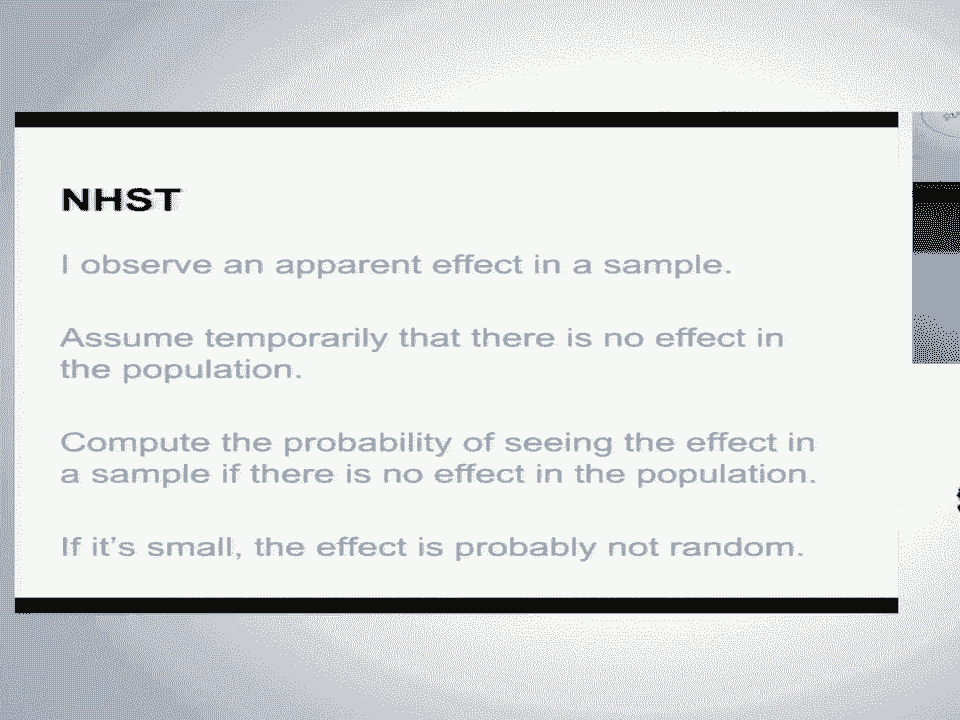 NHST
I observe an apparent effect in a sample.
Assume temporarily that there is no effect in
the population.
Compute the probability of seeing the effect in
a sample if there is no effect in the population.
If it’s small, the effect is probably not random.